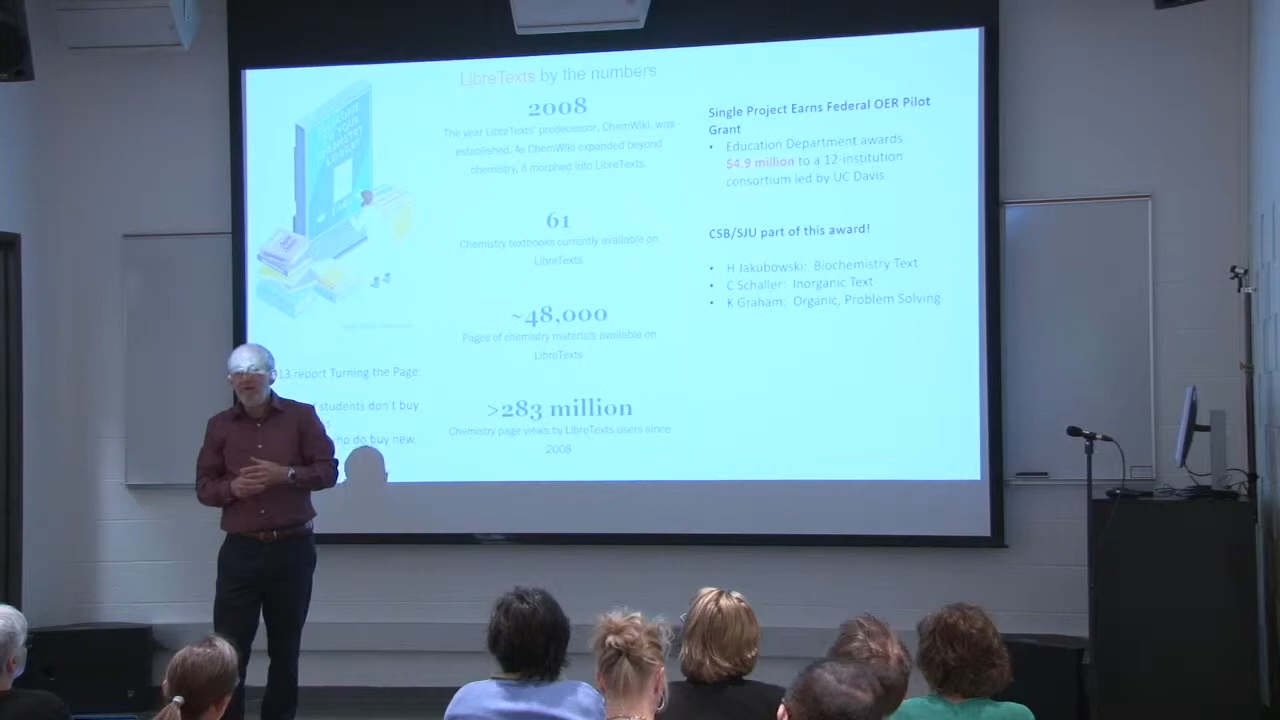 LibreTexts by the numbers
2008
The year LibreTexts' predecessor, ChemWiki, was
established. As ChemWiki expanded beyond
chemistry, it morphed into LibreTexts.
61
Chemistry textbooks currently available on
LibreTexts
~48,000
Pages of chemistry materials available on
LibreTexts
>283 million
Chemistry page views by LibreTexts users since
2008
13 report Turning the Page:
students don't buy
ho do buy new.
Single Project Earns Federal OER Pilot
Grant
• Education Department awards
$4.9 million to a 12-institution
consortium led by UC Davis
CSB/SJU part of this award!
• H Jakubowski: Biochemistry Text
• C Schaller: Inorganic Text
• K Graham: Organic, Problem Solving